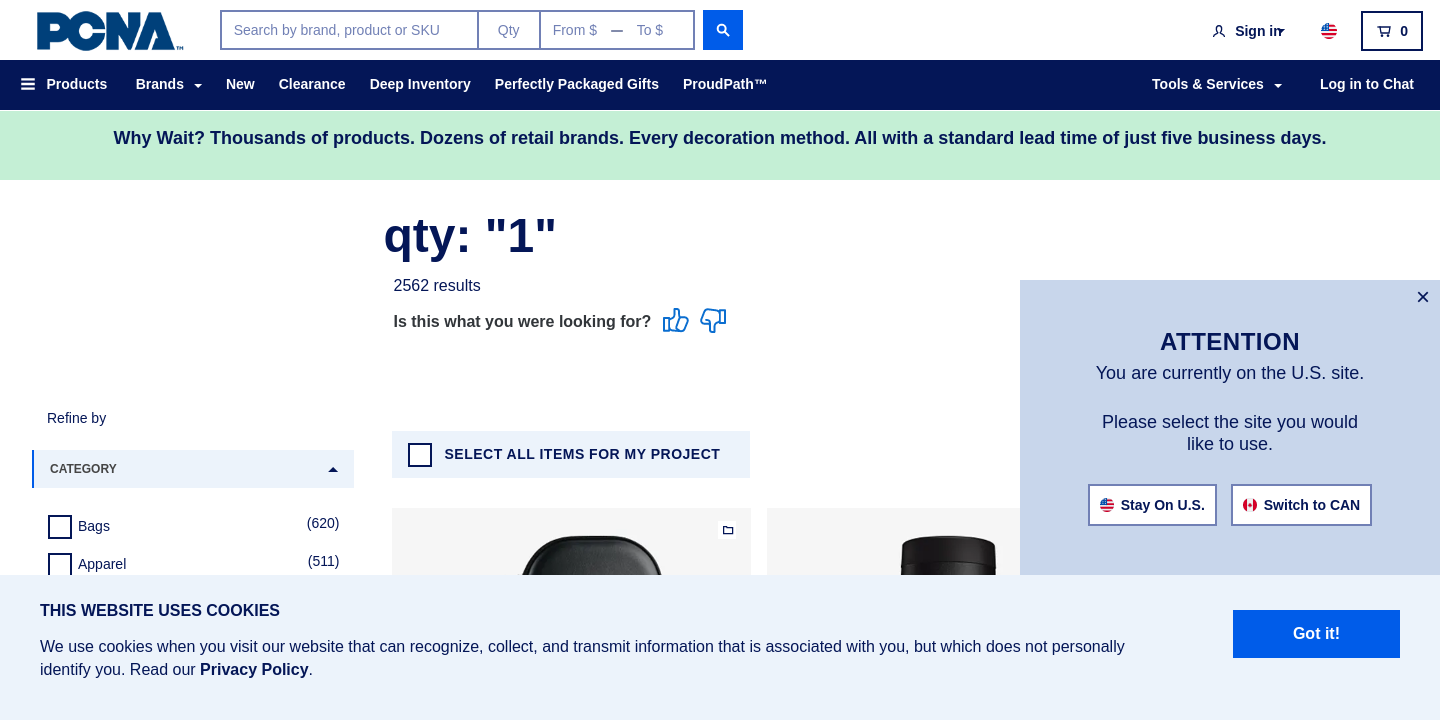 PCNA™
Search by brand, product or SKU
Qty
From $ — To $
Sign in
0
Products
Brands
New
Clearance
Deep Inventory
Perfectly Packaged Gifts
ProudPath™
Tools & Services
Log in to Chat
Why Wait? Thousands of products. Dozens of retail brands. Every decoration method. All with a standard lead time of just five business days.
qty: "1"
2562 results
Is this what you were looking for?
×
ATTENTION
You are currently on the U.S. site.
Please select the site you would
like to use.
Stay On U.S.
Switch to CAN
Refine by
CATEGORY
Bags (620)
Apparel (511)
SELECT ALL ITEMS FOR MY PROJECT
THIS WEBSITE USES COOKIES
We use cookies when you visit our website that can recognize, collect, and transmit information that is associated with you, but which does not personally
identify you. Read our Privacy Policy.
Got it!